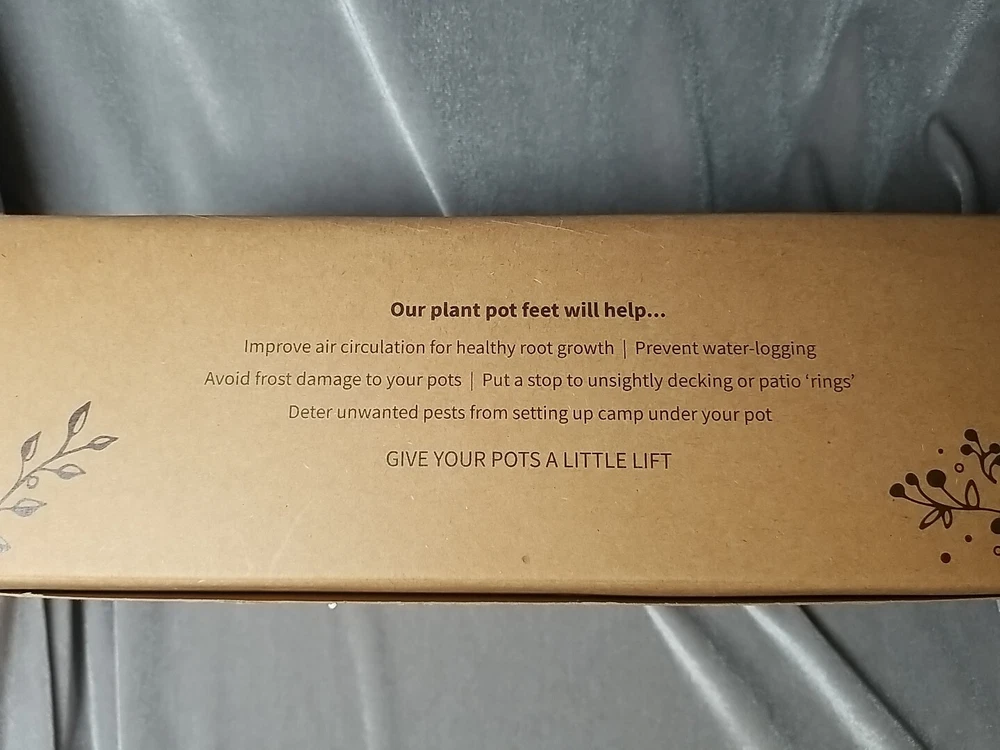 Our plant pot feet will help...
Improve air circulation for healthy root growth | Prevent water-logging
Avoid frost damage to your pots | Put a stop to unsightly decking or patio ‘rings’
Deter unwanted pests from setting up camp under your pot
GIVE YOUR POTS A LITTLE LIFT